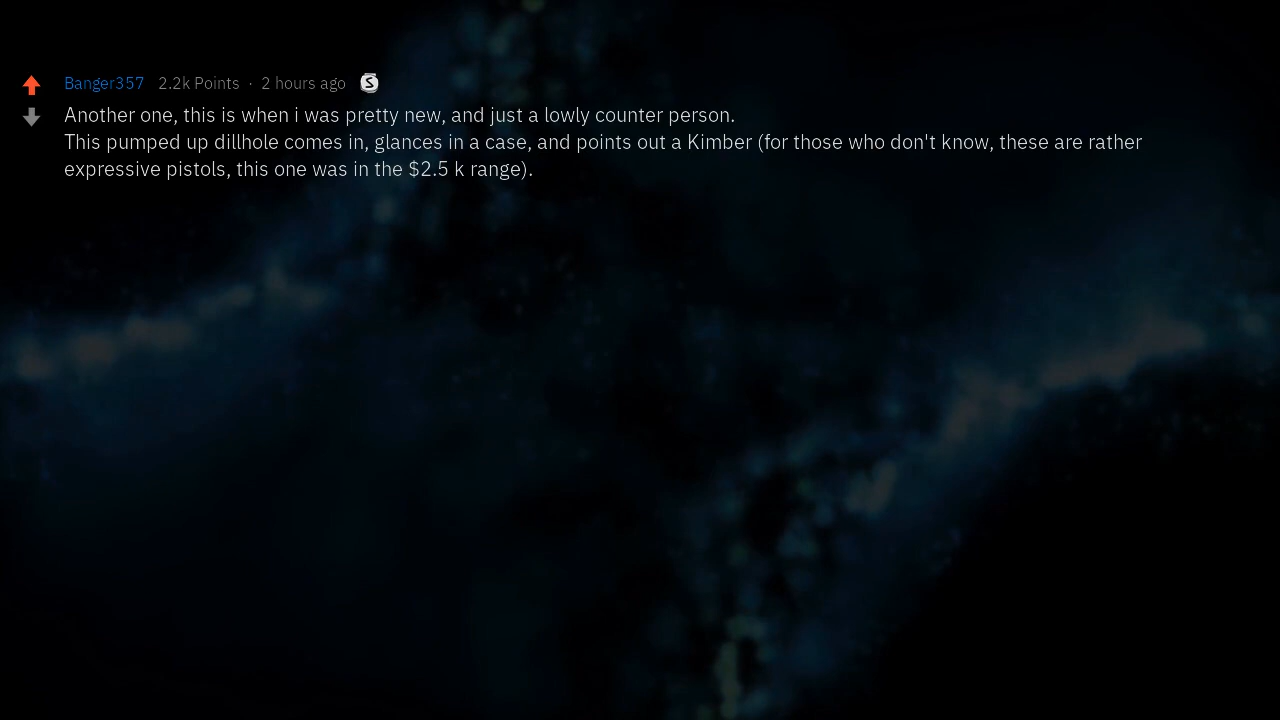 Banger357 2.2k Points · 2 hours ago S
Another one, this is when i was pretty new, and just a lowly counter person.
This pumped up dillhole comes in, glances in a case, and points out a Kimber (for those who don't know, these are rather
expressive pistols, this one was in the $2.5 k range).